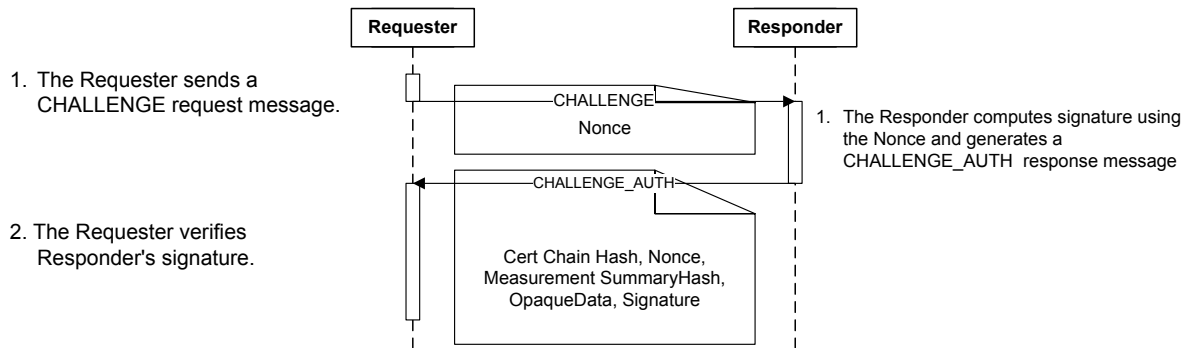 Requester
Responder
1. The Requester sends a
CHALLENGE request message.
CHALLENGE
Nonce
1. The Responder computes signature using
the Nonce and generates a
CHALLENGE_AUTH response message
CHALLENGE_AUTH
2. The Requester verifies
Responder's signature.
Cert Chain Hash, Nonce,
Measurement SummaryHash,
OpaqueData, Signature